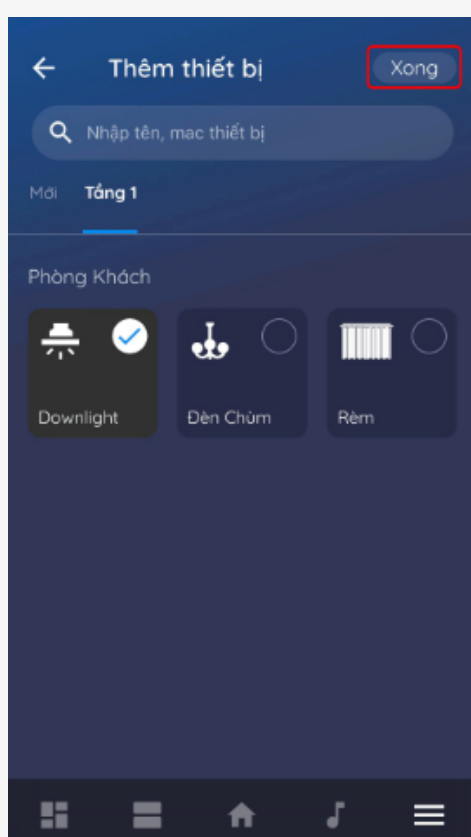 Thêm thiết bị
Xong
Nhập tên, mac thiết bị
Mới Tầng 1
Phòng Khách
Downlight Đèn Chùm Rèm